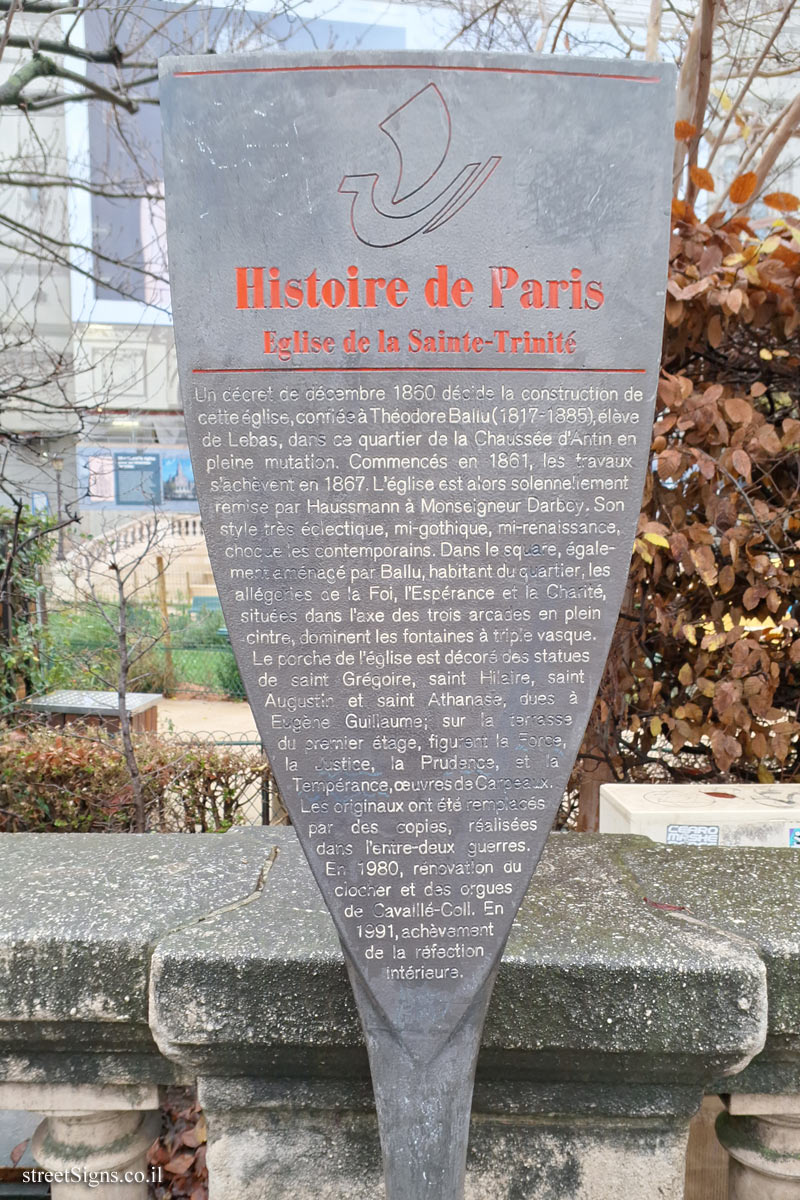 Histoire de Paris
Eglise de la Sainte-Trinité
Un décret de décembre 1860 décide la construction de
cette église, confiée à Théodore Ballu (1817-1885), élève
de Lebas, dans ce quartier de la Chaussée d'Antin en
pleine mutation. Commencés en 1861, les travaux
s'achèvent en 1867. L'église est alors solennellement
remise par Haussmann à Monseigneur Darboy. Son
style très éclectique, mi-gothique, mi-renaissance,
choque les contemporains. Dans le square, égale-
ment aménagé par Ballu, habitant du quartier, les
allégories de la Foi, l'Espérance et la Charité,
situées dans l'axe des trois arcades en plein
cintre, dominent les fontaines à triple vasque.
Le porche de l'église est décoré des statues
de saint Grégoire, saint Hilaire, saint
Augustin et saint Athanase, dues à
Eugène Guillaume; sur la terrasse
du premier étage, figurent la Force,
la Justice, la Prudence, et la
Tempérance, œuvres de Carpeaux.
Les originaux ont été remplacés
par des copies, réalisées
dans l'entre-deux guerres.
En 1980, rénovation du
clocher et des orgues
de Cavaillé-Coll. En
1991, achèvement
de la réfection
intérieure.
streetSigns.co.il